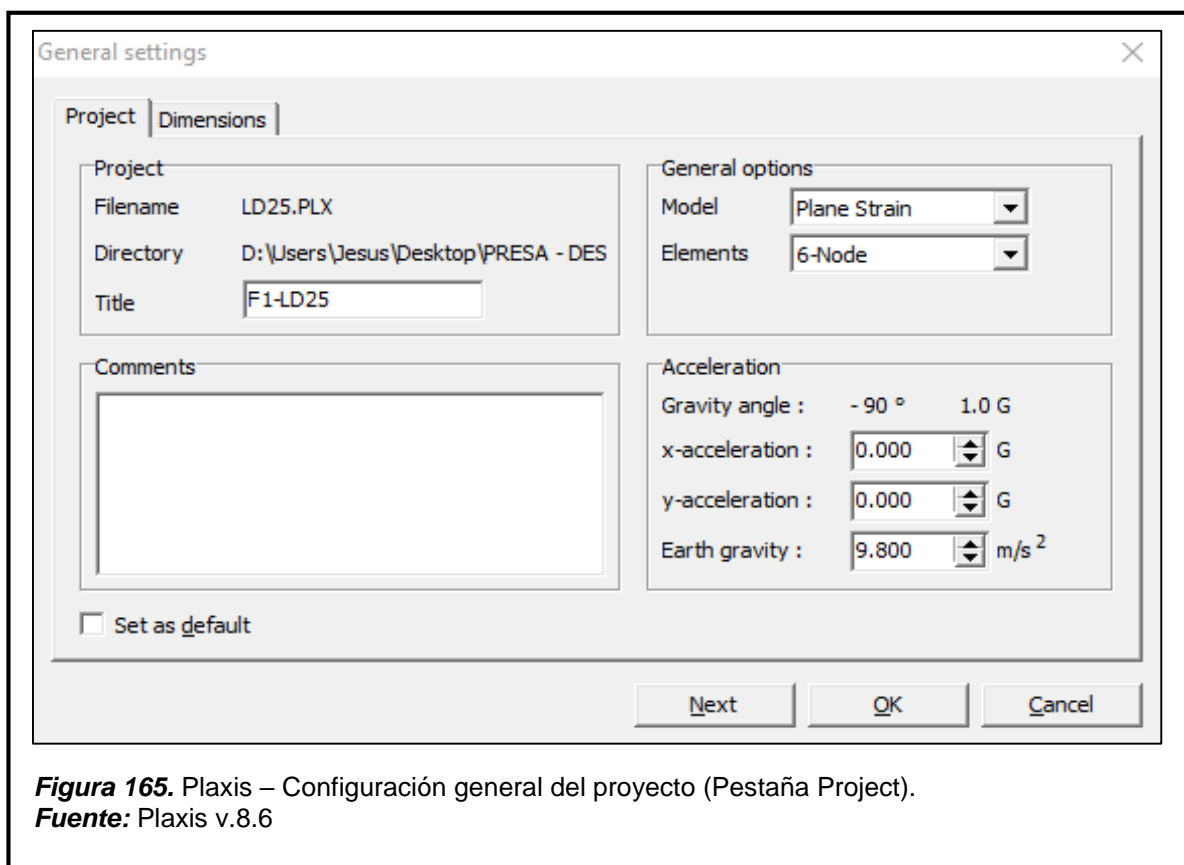 General settings
Project Dimensions
Project
Filename LD25.PLX
Directory D:\Users\Jesus\Desktop\PRESA - DES
Title F1-LD25
General options
Model Plane Strain
Elements 6-Node
Comments
Acceleration
Gravity angle : - 90 ° 1.0 G
x-acceleration : 0.000 G
y-acceleration : 0.000 G
Earth gravity : 9.800 m/s 2
Set as default
Next OK Cancel
Figura 165. Plaxis – Configuración general del proyecto (Pestaña Project).
Fuente: Plaxis v.8.6